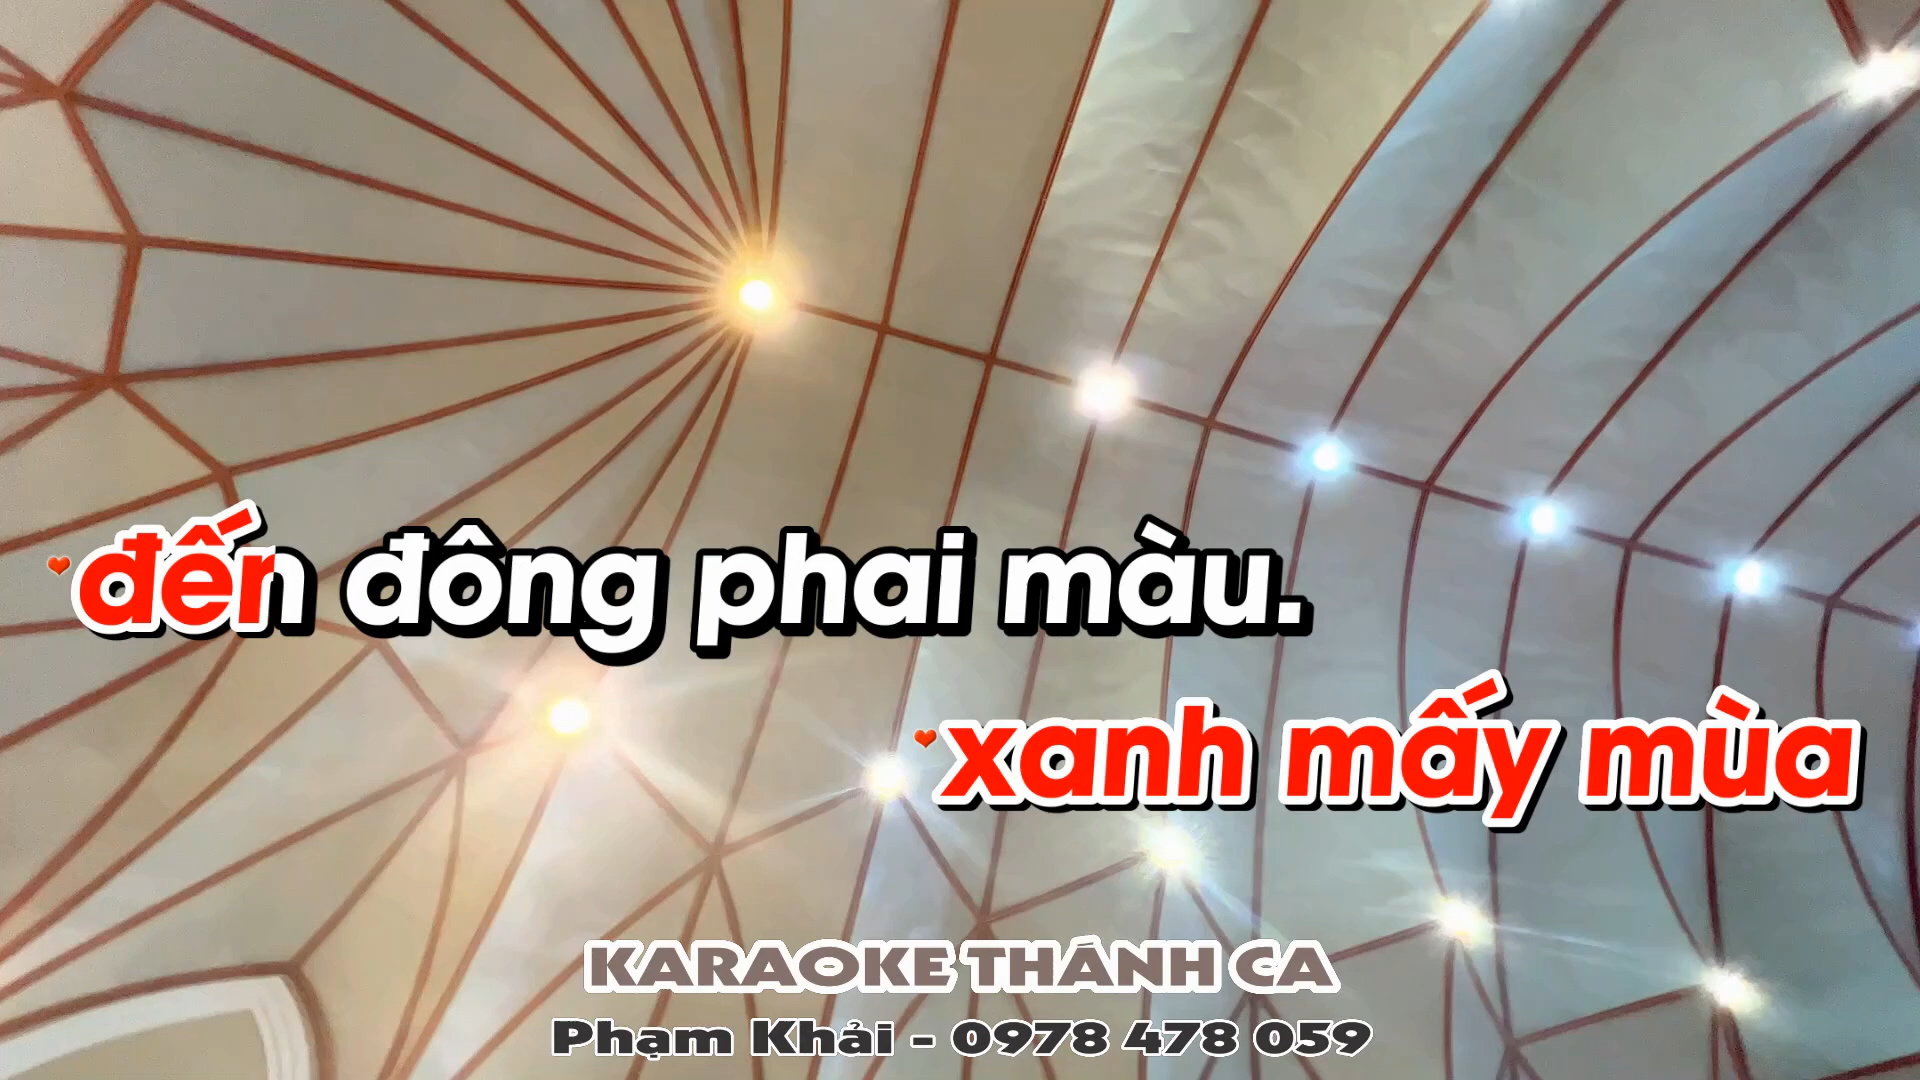 đến đông phai màu.
xanh mấy mùa
KARAOKE THÁNH CA
Phạm Khải - 0978 478 059